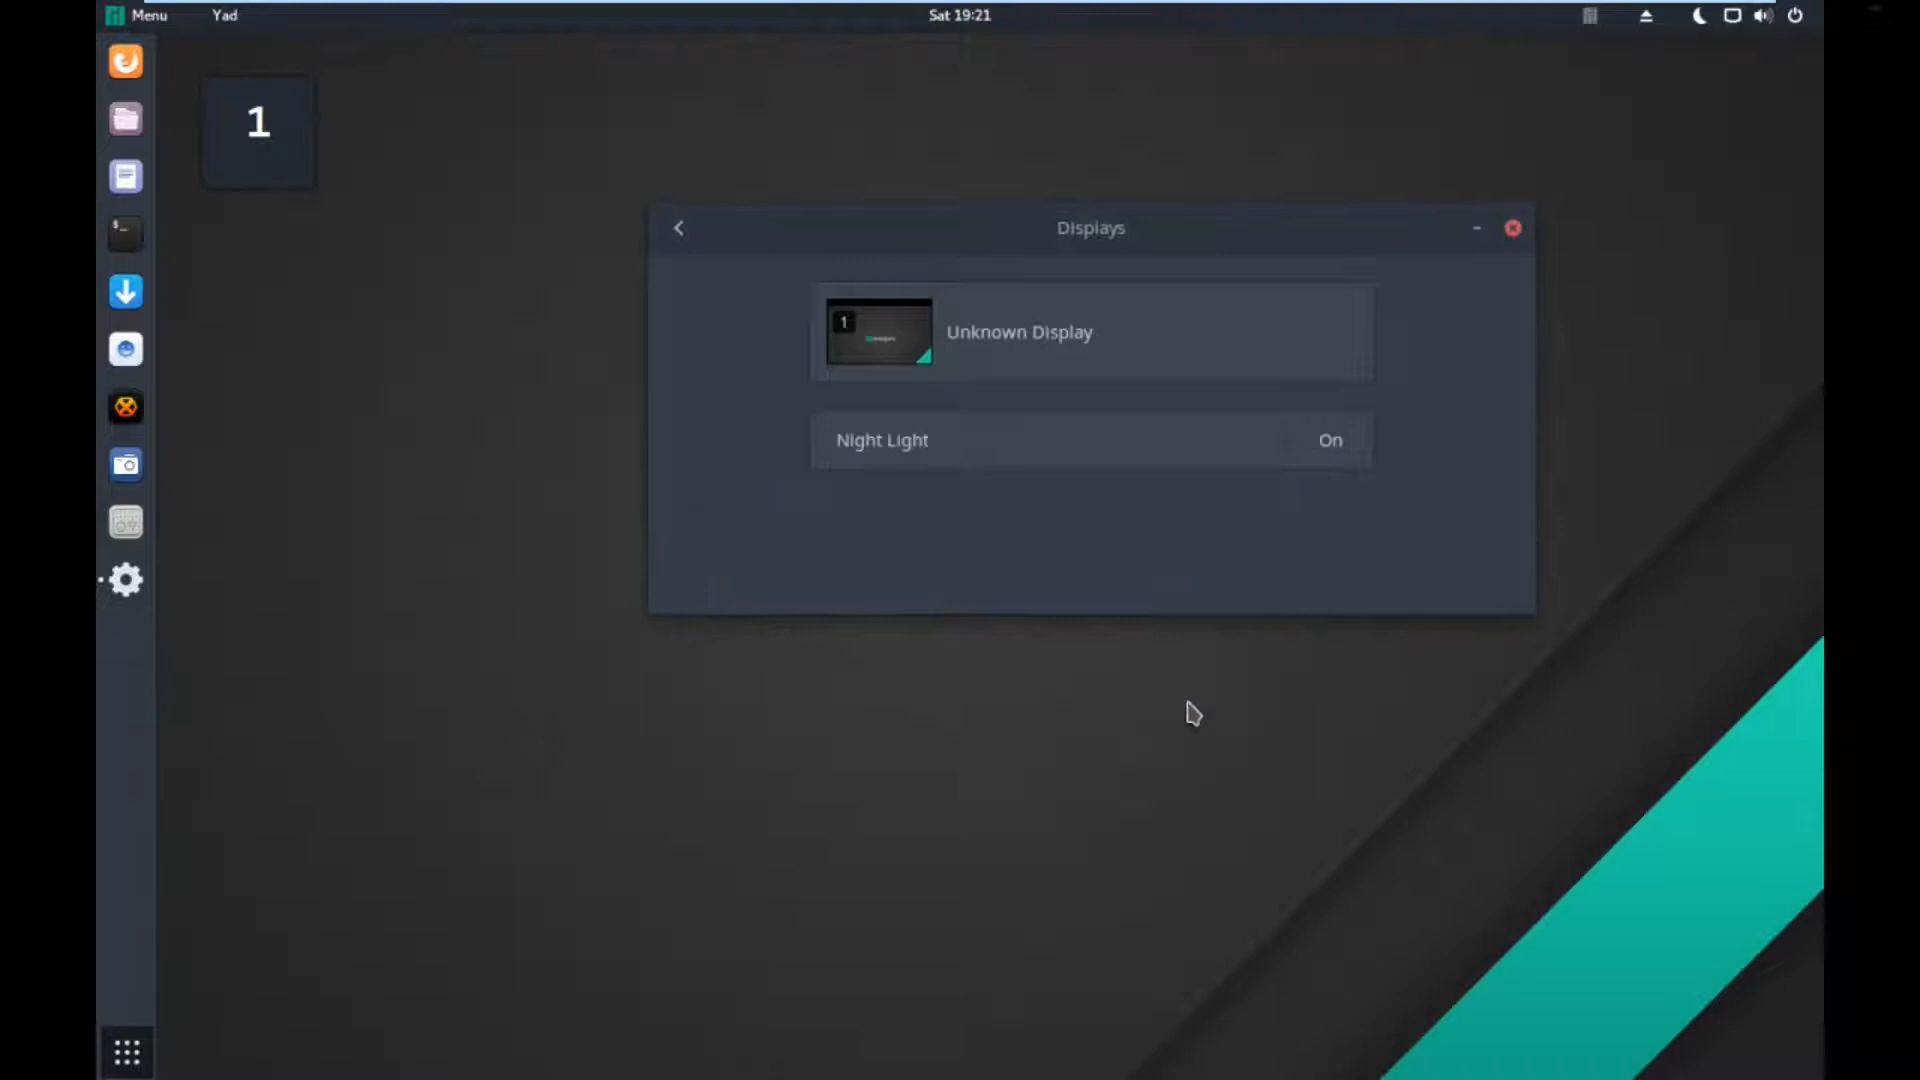 Menu Yad Sat 19:21
1
Displays
1 Unknown Display
Night Light On